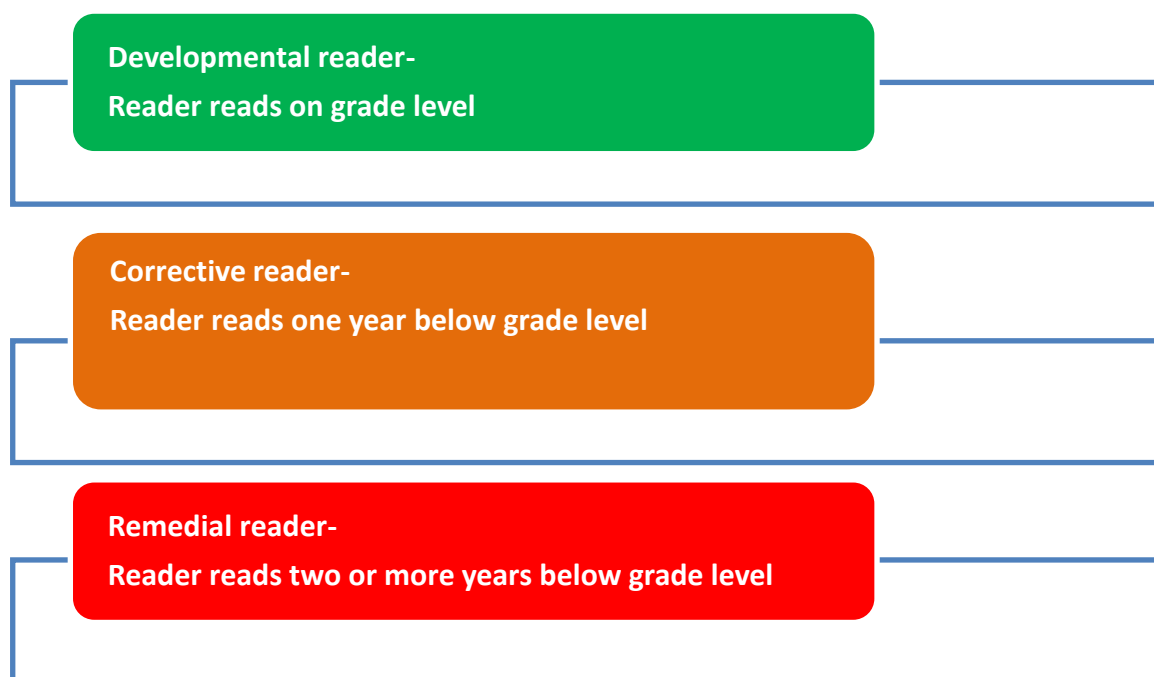 Developmental reader-
Reader reads on grade level
Corrective reader-
Reader reads one year below grade level
Remedial reader-
Reader reads two or more years below grade level